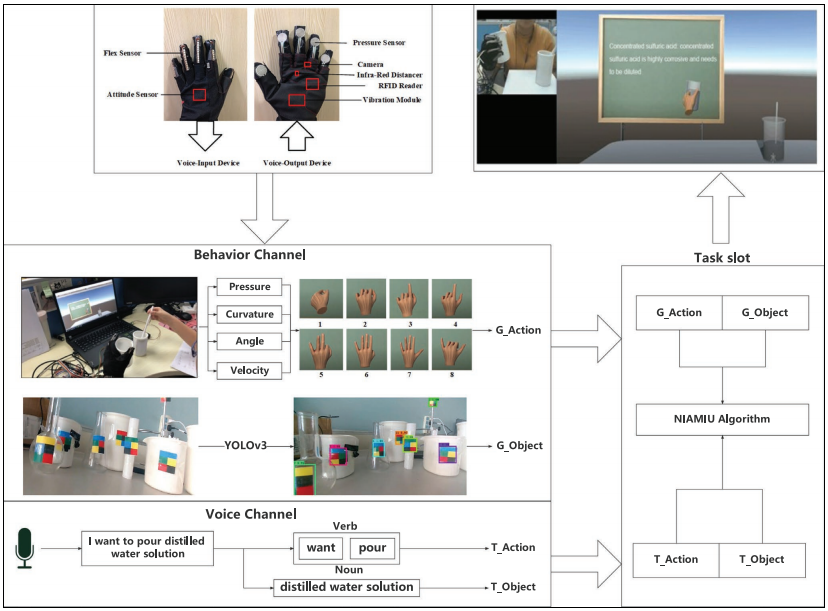 Flex Sensor
Attitude Sensor
Pressure Sensor
Camera
Infra-Red Distancer
RFID Reader
Vibration Module
Voice-Input Device
Voice-Output Device
Concentrated sulfuric acid: concentrated
sulfuric acid is highly corrosive and needs
to be diluted
Behavior Channel
Pressure
Curvature
Angle
Velocity
1
2
3
4
5
6
7
8
G_Action
YOLOv3
G_Object
Voice Channel
I want to pour distilled
water solution
Verb
want
pour
Noun
distilled water solution
T_Action
T_Object
Task slot
G_Action
G_Object
NIAMIU Algorithm
T_Action
T_Object